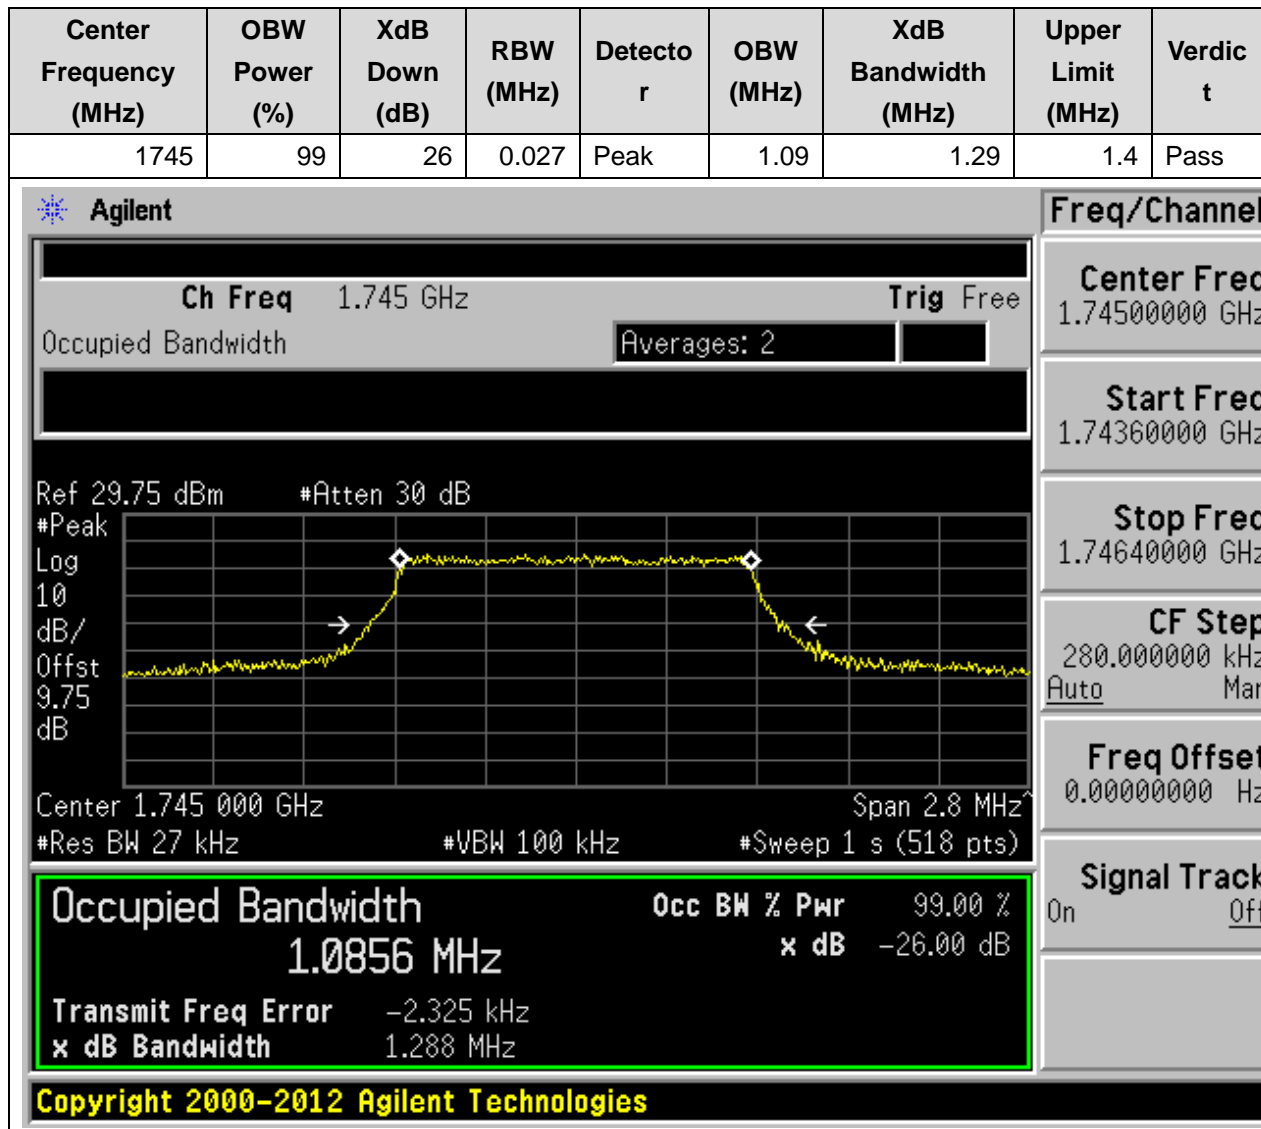 Center Frequency (MHz) OBW Power (%) XdB Down (dB) RBW (MHz) Detector OBW (MHz) XdB Bandwidth (MHz) Upper Limit (MHz) Verdict
1745 99 26 0.027 Peak 1.09 1.29 1.4 Pass
Agilent
Freq/Channel
Ch Freq 1.745 GHz Trig Free
Occupied Bandwidth Averages: 2
Center Freq
1.74500000 GHz
Start Freq
1.74360000 GHz
Stop Freq
1.74640000 GHz
CF Step
280.000000 kHz
Auto Man
Freq Offset
0.00000000 Hz
Signal Track
On Off
Ref 29.75 dBm #Atten 30 dB
#Peak
Log
10
dB/
Offst
9.75
dB
Center 1.745 000 GHz Span 2.8 MHz^
#Res BW 27 kHz #VBW 100 kHz #Sweep 1 s (518 pts)
Occupied Bandwidth Occ BW % Pwr 99.00 %
1.0856 MHz x dB -26.00 dB
Transmit Freq Error -2.325 kHz
x dB Bandwidth 1.288 MHz
Copyright 2000-2012 Agilent Technologies